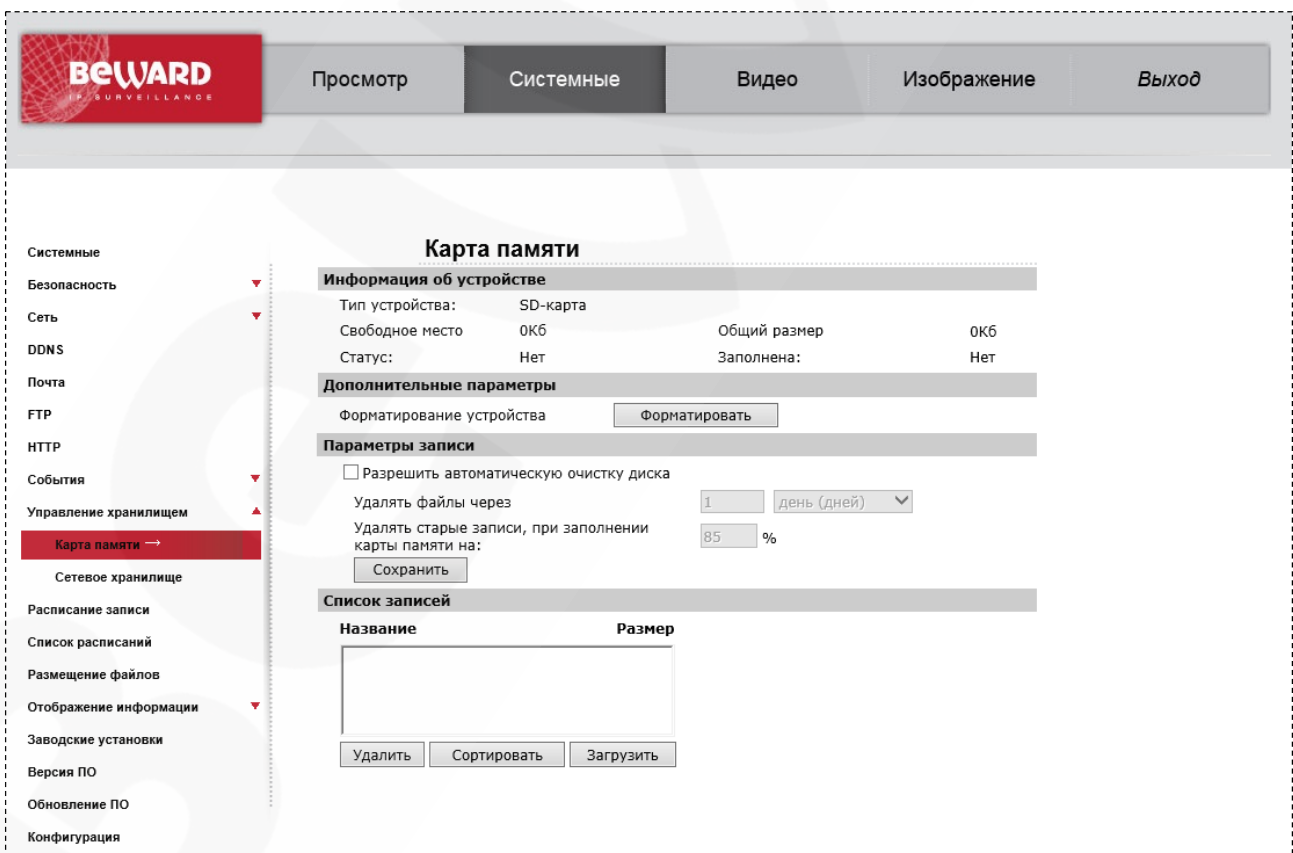 BEWARD
IP SURVEILLANCE
Просмотр
Системные
Видео
Изображение
Выход
Системные
Безопасность
Сеть
DDNS
Почта
FTP
HTTP
События
Управление хранилищем
Карта памяти →
Сетевое хранилище
Расписание записи
Список расписаний
Размещение файлов
Отображение информации
Заводские установки
Версия ПО
Обновление ПО
Конфигурация
Карта памяти
Информация об устройстве
Тип устройства: SD-карта
Свободное место 0Кб Общий размер 0Кб
Статус: Нет Заполнена: Нет
Дополнительные параметры
Форматирование устройства Форматировать
Параметры записи
Разрешить автоматическую очистку диска
Удалять файлы через 1 день (дней)
Удалять старые записи, при заполнении
карты памяти на: 85 %
Сохранить
Список записей
Название Размер
Удалить Сортировать Загрузить